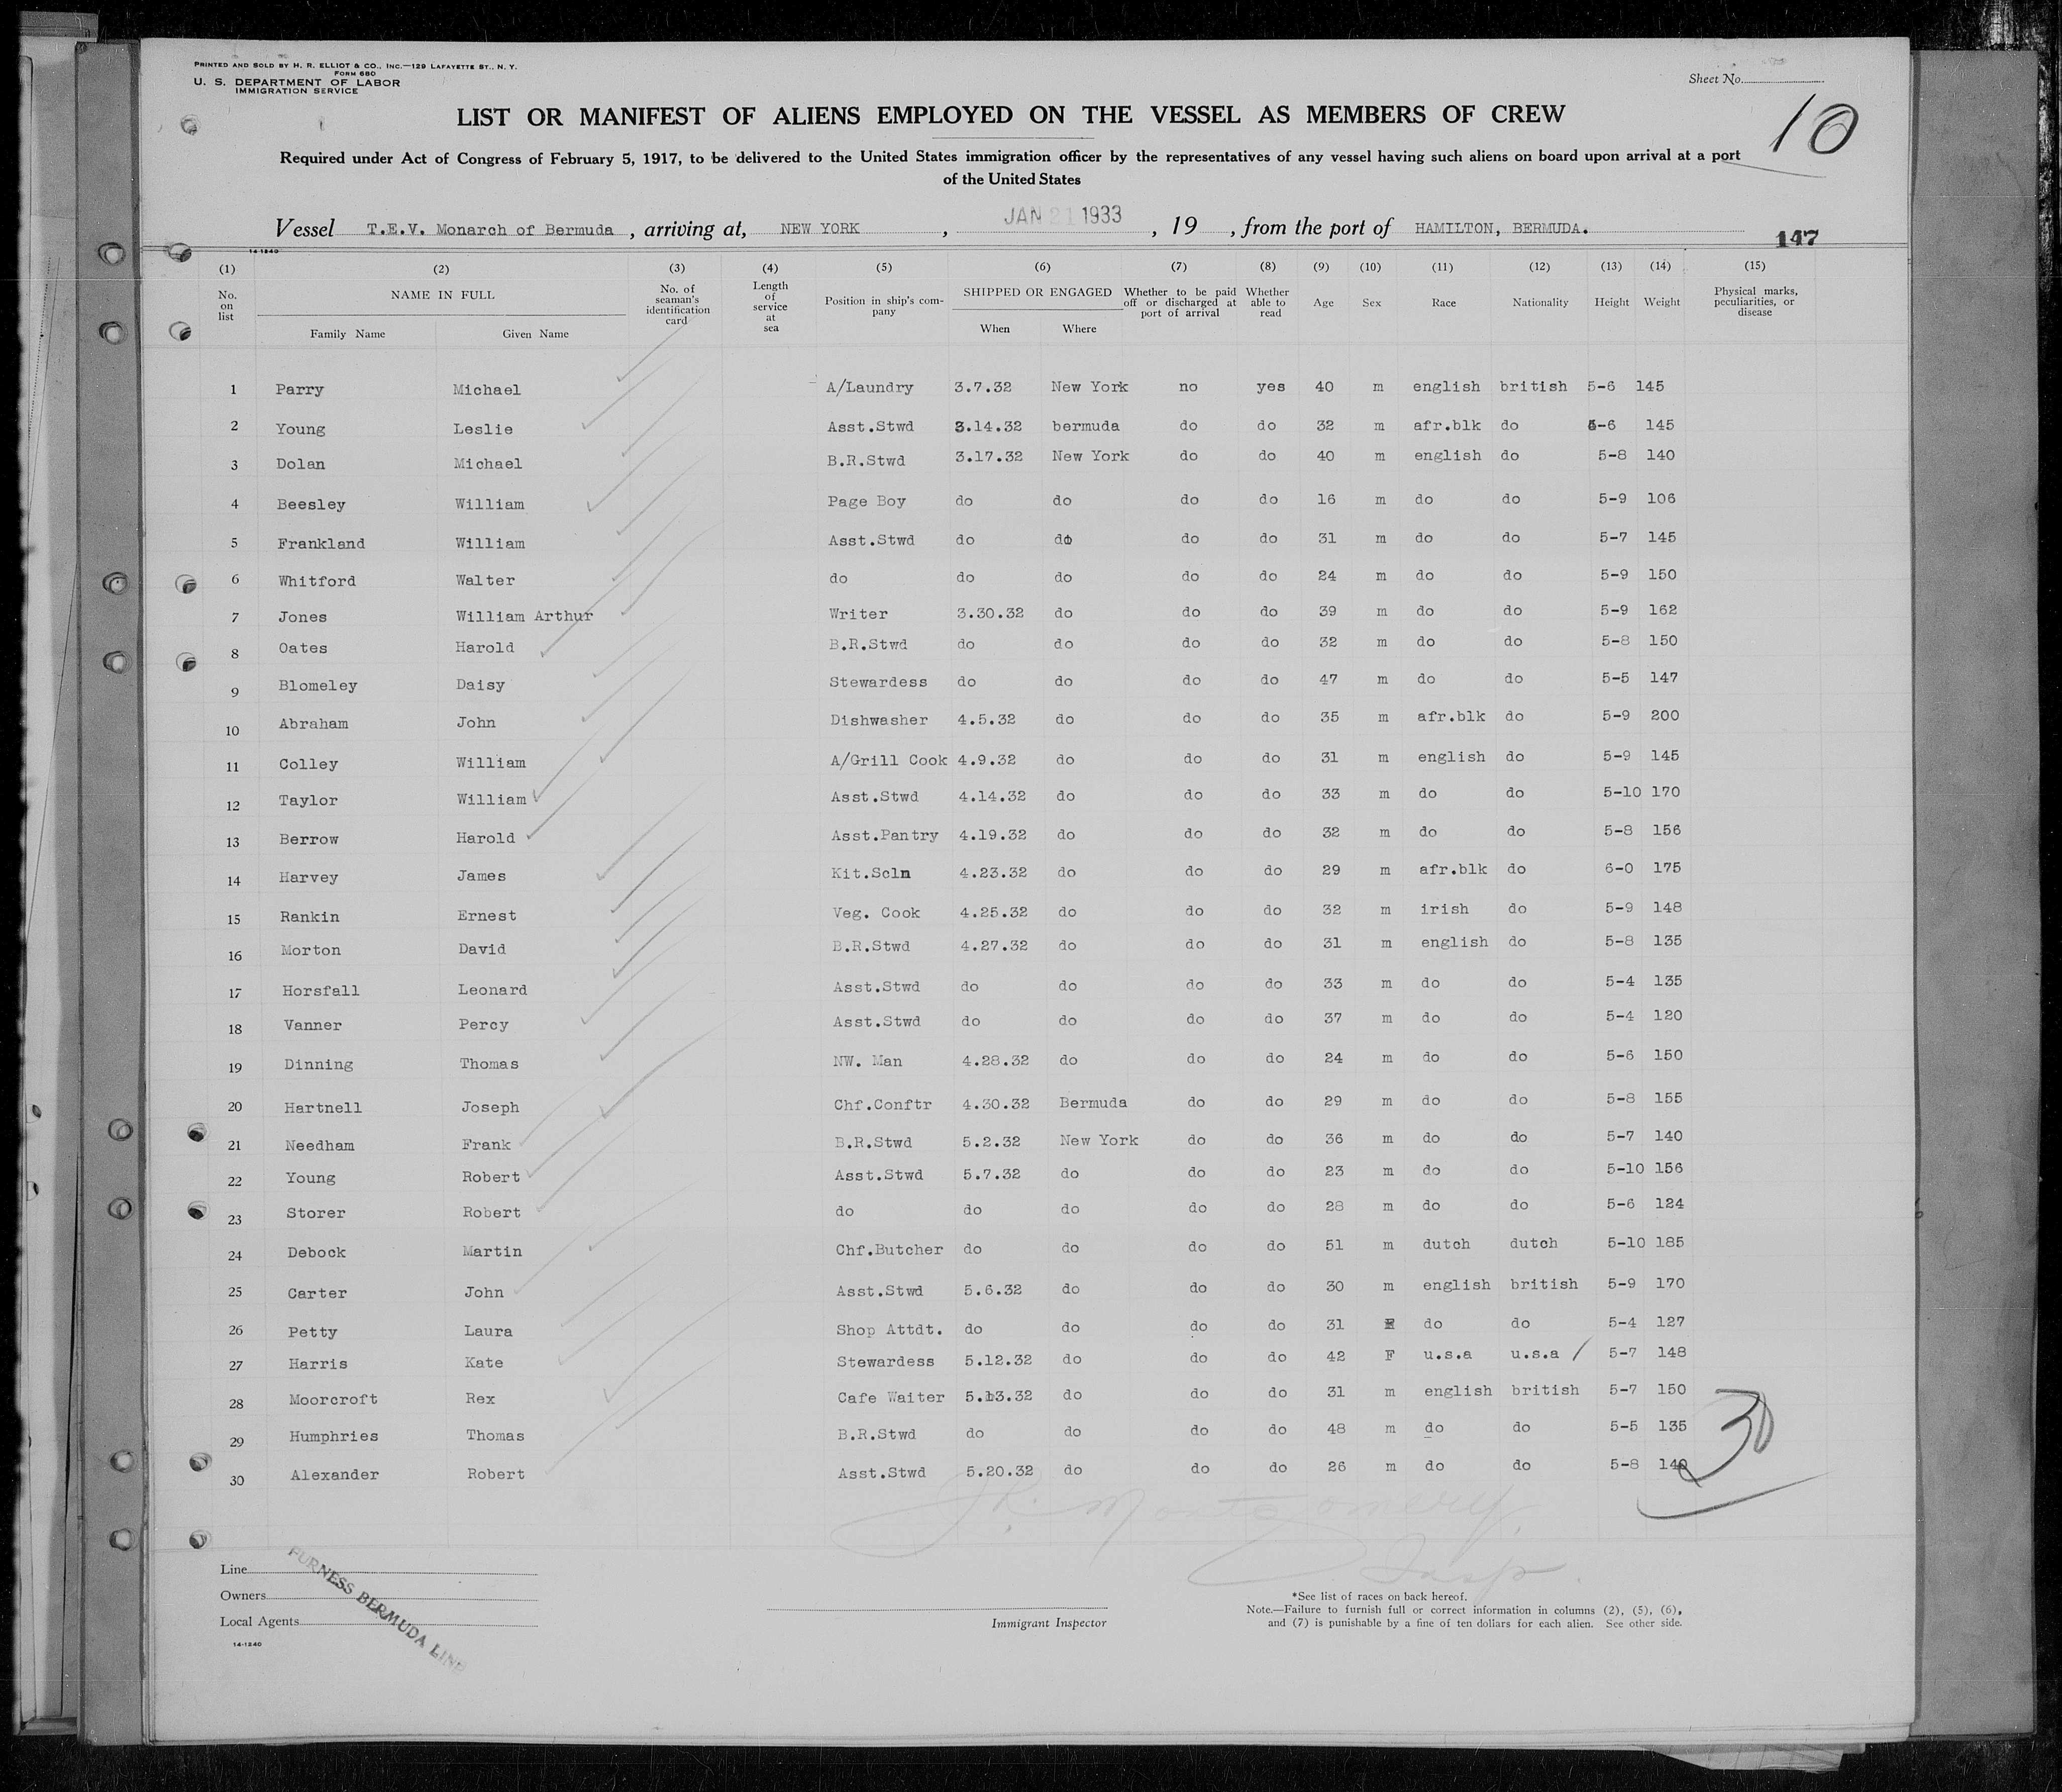 PRINTED AND SOLD BY H. R. ELLIOT & CO., INC.—129 LAFAYETTE ST., N. Y.
FORM 680
U. S. DEPARTMENT OF LABOR
IMMIGRATION SERVICE
Sheet No.
10
LIST OR MANIFEST OF ALIENS EMPLOYED ON THE VESSEL AS MEMBERS OF CREW
Required under Act of Congress of February 5, 1917, to be delivered to the United States immigration officer by the representatives of any vessel having such aliens on board upon arrival at a port
of the United States
Vessel T.E.V. Monarch of Bermuda, arriving at, NEW YORK, JAN 21 1933, 19, from the port of HAMILTON, BERMUDA.
14-1240
147
(1) (2) (3) (4) (5) (6) (7) (8) (9) (10) (11) (12) (13) (14) (15)
No. on list NAME IN FULL Family Name Given Name No. of seaman's identification card Length of service at sea Position in ship's company SHIPPED OR ENGAGED When Where Whether to be paid off or discharged at port of arrival Whether able to read Age Sex Race Nationality Height Weight Physical marks, peculiarities, or disease
1 Parry Michael A/Laundry 3.7.32 New York no yes 40 m english british 5-6 145
2 Young Leslie Asst.Stwd 3.14.32 bermuda do do 32 m afr.blk do 5-6 145
3 Dolan Michael B.R.Stwd 3.17.32 New York do do 40 m english do 5-8 140
4 Beesley William Page Boy do do do do 16 m do do 5-9 106
5 Frankland William Asst.Stwd do do do do 31 m do do 5-7 145
6 Whitford Walter do do do do do 24 m do do 5-9 150
7 Jones William Arthur Writer 3.30.32 do do do 39 m do do 5-9 162
8 Oates Harold B.R.Stwd do do do do 32 m do do 5-8 150
9 Blomeley Daisy Stewardess do do do do 47 m do do 5-5 147
10 Abraham John Dishwasher 4.5.32 do do do 35 m afr.blk do 5-9 200
11 Colley William A/Grill Cook 4.9.32 do do do 31 m english do 5-9 145
12 Taylor William Asst.Stwd 4.14.32 do do do 33 m do do 5-10 170
13 Berrow Harold Asst.Pantry 4.19.32 do do do 32 m do do 5-8 156
14 Harvey James Kit.Scln 4.23.32 do do do 29 m afr.blk do 6-0 175
15 Rankin Ernest Veg. Cook 4.25.32 do do do 32 m irish do 5-9 148
16 Morton David B.R.Stwd 4.27.32 do do do 31 m english do 5-8 135
17 Horsfall Leonard Asst.Stwd do do do do 33 m do do 5-4 135
18 Vanner Percy Asst.Stwd do do do do 37 m do do 5-4 120
19 Dinning Thomas NW. Man 4.28.32 do do do 24 m do do 5-6 150
20 Hartnell Joseph Chf.Conftr 4.30.32 Bermuda do do 29 m do do 5-8 155
21 Needham Frank B.R.Stwd 5.2.32 New York do do 36 m do do 5-7 140
22 Young Robert Asst.Stwd 5.7.32 do do do 23 m do do 5-10 156
23 Storer Robert do do do do do 28 m do do 5-6 124
24 Debock Martin Chf.Butcher do do do do 51 m dutch dutch 5-10 185
25 Carter John Asst.Stwd 5.6.32 do do do 30 m english british 5-9 170
26 Petty Laura Shop Attdt. do do do do 31 F do do 5-4 127
27 Harris Kate Stewardess 5.12.32 do do do 42 F u.s.a u.s.a / 5-7 148
28 Moorcroft Rex Cafe Waiter 5.13.32 do do do 31 m english british 5-7 150
29 Humphries Thomas B.R.Stwd do do do do 48 m do do 5-5 135
30 Alexander Robert Asst.Stwd 5.20.32 do do do 26 m do do 5-8 140
30
J.R. Montgomery
Insp.
Line
Owners
Local Agents
FURNESS BERMUDA LINE
14-1240
Immigrant Inspector
*See list of races on back hereof.
Note.—Failure to furnish full or correct information in columns (2), (5), (6),
and (7) is punishable by a fine of ten dollars for each alien. See other side.